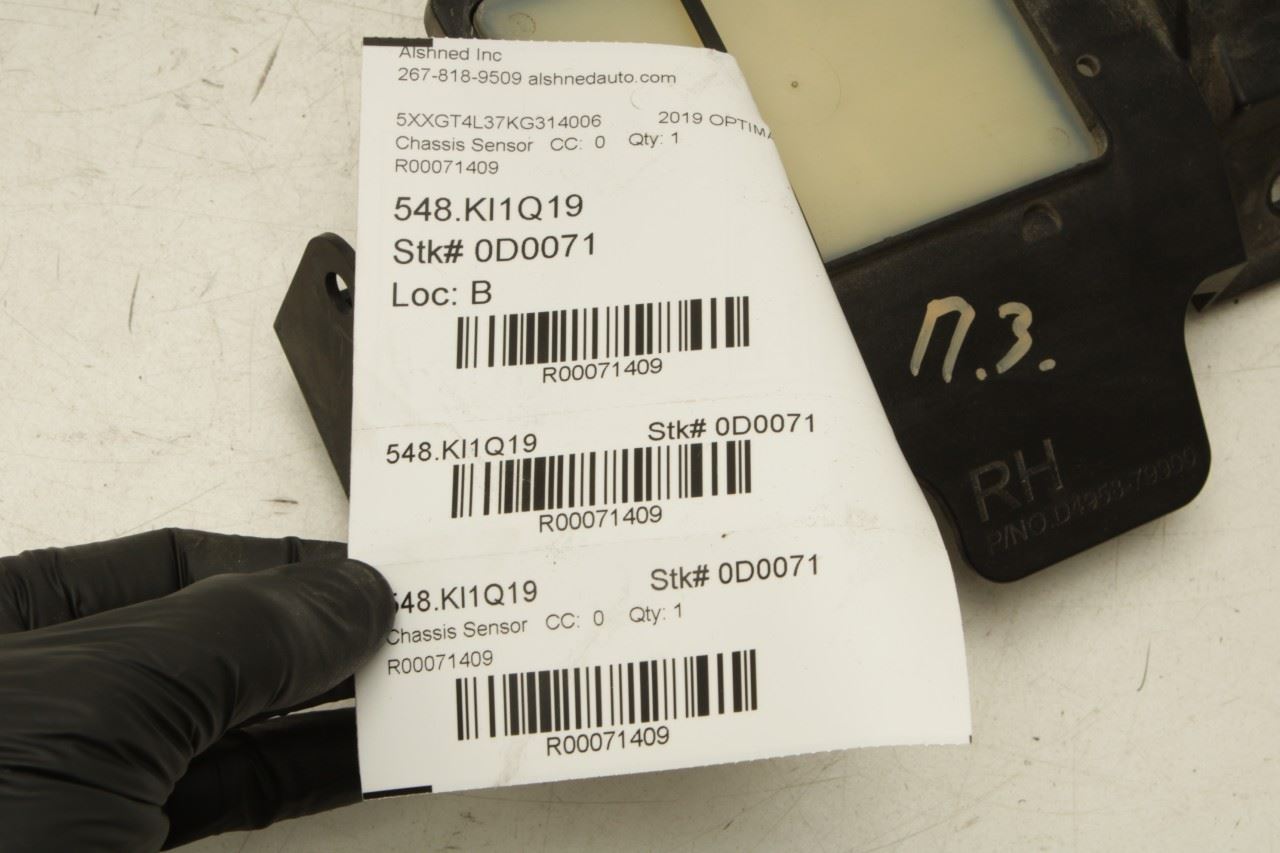 Alshned Inc
267-818-9509 alshnedauto.com
5XXGT4L37KG314006 2019 OPTIMA
Chassis Sensor CC: 0 Qty: 1
R00071409
548.KI1Q19
Stk# 0D0071
Loc: B
R00071409
548.KI1Q19 Stk# 0D0071
R00071409
548.KI1Q19 Stk# 0D0071
Chassis Sensor CC: 0 Qty: 1
R00071409
R00071409
П.З.
RH
P/NO.